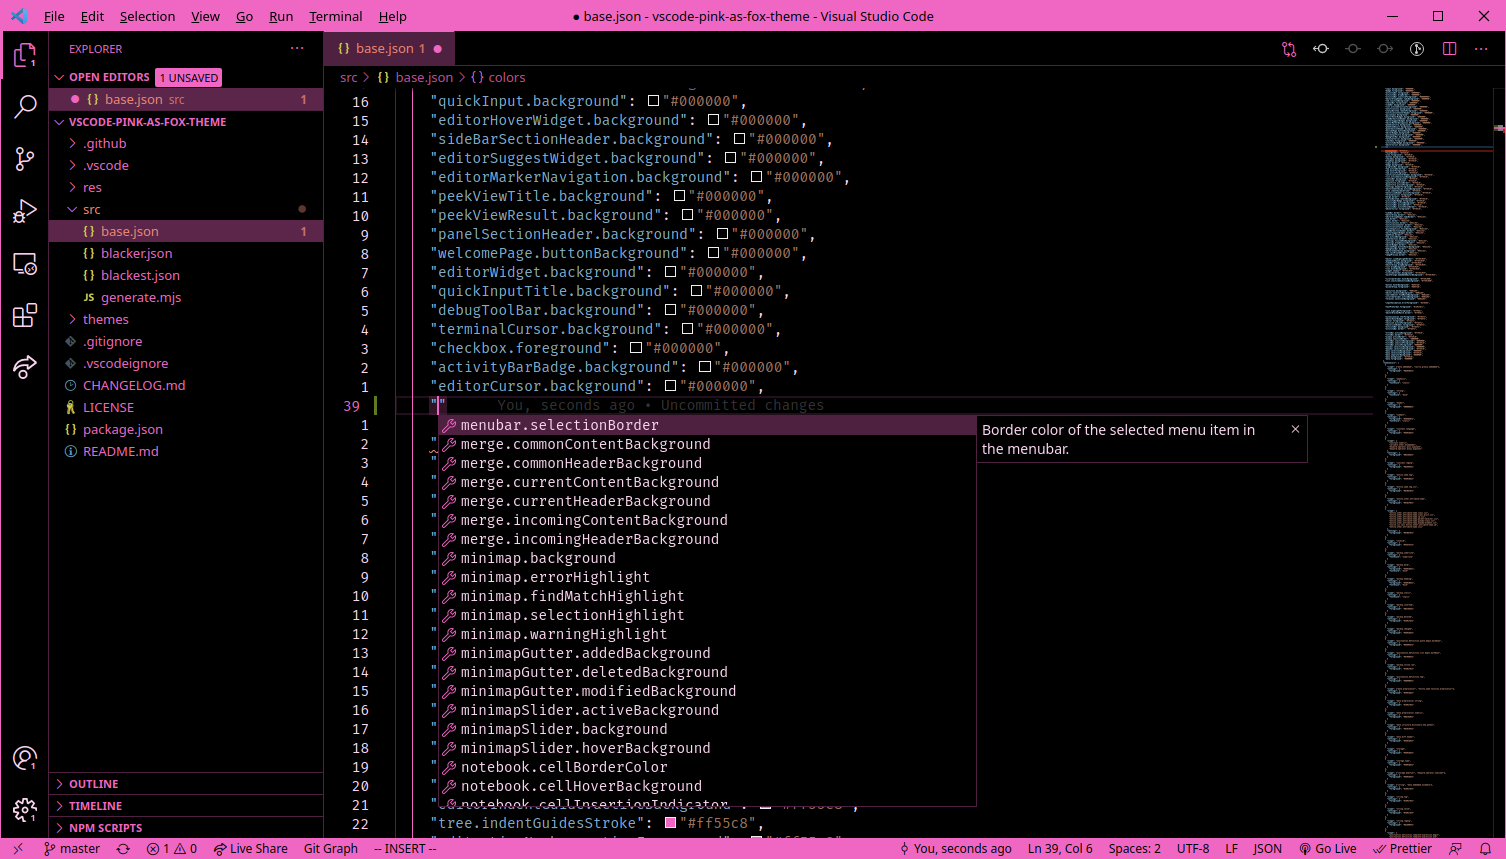 File Edit Selection View Go Run Terminal Help
● base.json - vscode-pink-as-fox-theme - Visual Studio Code
EXPLORER
OPEN EDITORS 1 UNSAVED
{} base.json src 1
VSCODE-PINK-AS-FOX-THEME
.github
.vscode
res
src
{} base.json 1
{} blacker.json
{} blackest.json
JS generate.mjs
themes
.gitignore
.vscodeignore
CHANGELOG.md
LICENSE
package.json
README.md
OUTLINE
TIMELINE
NPM SCRIPTS
{} base.json 1
src > {} base.json > {} colors
16 "quickInput.background": "#000000",
15 "editorHoverWidget.background": "#000000",
14 "sideBarSectionHeader.background": "#000000",
13 "editorSuggestWidget.background": "#000000",
12 "editorMarkerNavigation.background": "#000000",
11 "peekViewTitle.background": "#000000",
10 "peekViewResult.background": "#000000",
9 "panelSectionHeader.background": "#000000",
8 "welcomePage.buttonBackground": "#000000",
7 "editorWidget.background": "#000000",
6 "quickInputTitle.background": "#000000",
5 "debugToolBar.background": "#000000",
4 "terminalCursor.background": "#000000",
3 "checkbox.foreground": "#000000",
2 "activityBarBadge.foreground": "#000000",
1 "editorCursor.background": "#000000",
39 "" You, seconds ago • Uncommitted changes
1 menubar.selectionBorder
2 " merge.commonContentBackground
3 " merge.commonHeaderBackground
4 " merge.currentContentBackground
5 " merge.currentHeaderBackground
6 " merge.incomingContentBackground
7 " merge.incomingHeaderBackground
8 " minimap.background
9 " minimap.errorHighlight
10 " minimap.findMatchHighlight
11 " minimap.selectionHighlight
12 " minimap.warningHighlight
13 " minimapGutter.addedBackground
14 " minimapGutter.deletedBackground
15 " minimapGutter.modifiedBackground
16 " minimapSlider.activeBackground
17 " minimapSlider.background
18 " minimapSlider.hoverBackground
19 " notebook.cellBorderColor
20 " notebook.cellHoverBackground
21 " notebook.cellInsertionIndicator
22 "tree.indentGuidesStroke": "#ff55c8",
Border color of the selected menu item in
the menubar.
master 1 0 Live Share Git Graph -- INSERT -- You, seconds ago Ln 39, Col 6 Spaces: 2 UTF-8 LF JSON Go Live Prettier